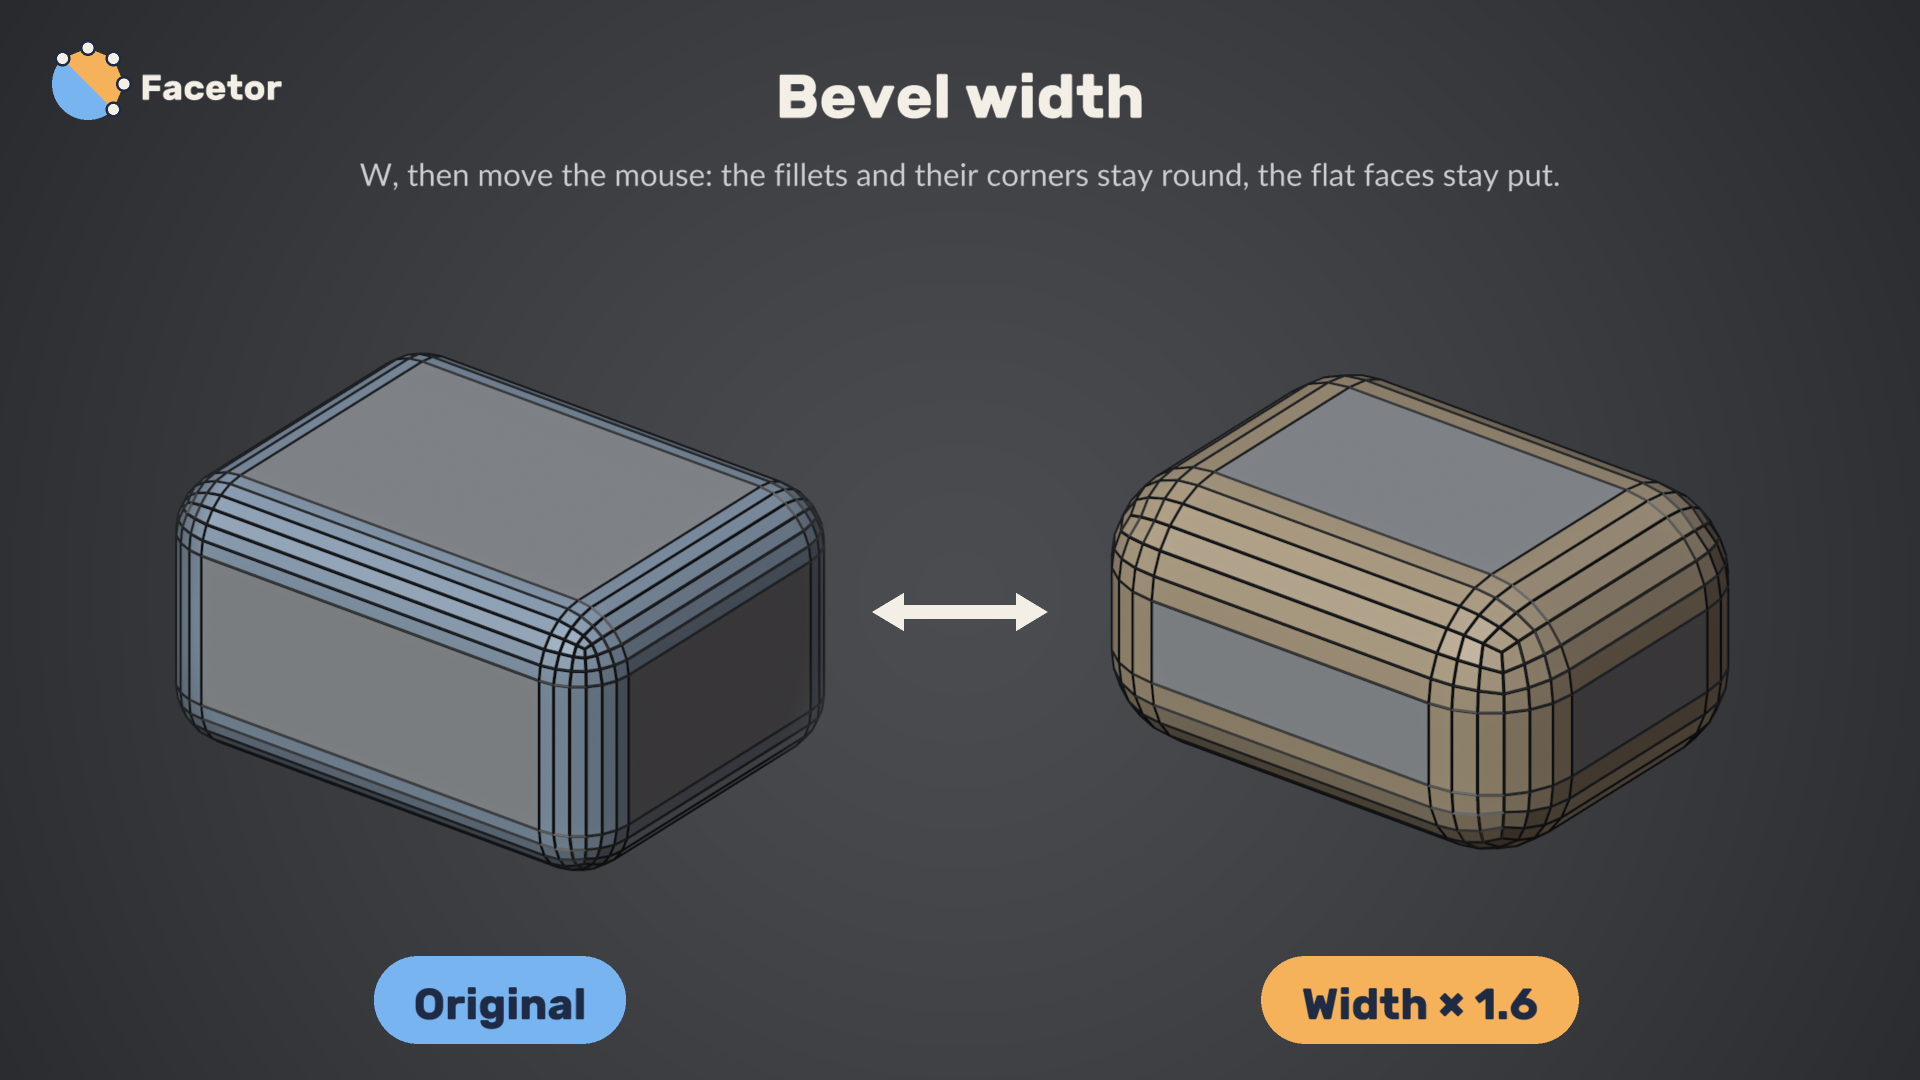 Facetor
Bevel width
W, then move the mouse: the fillets and their corners stay round, the flat faces stay put.
Original
Width × 1.6